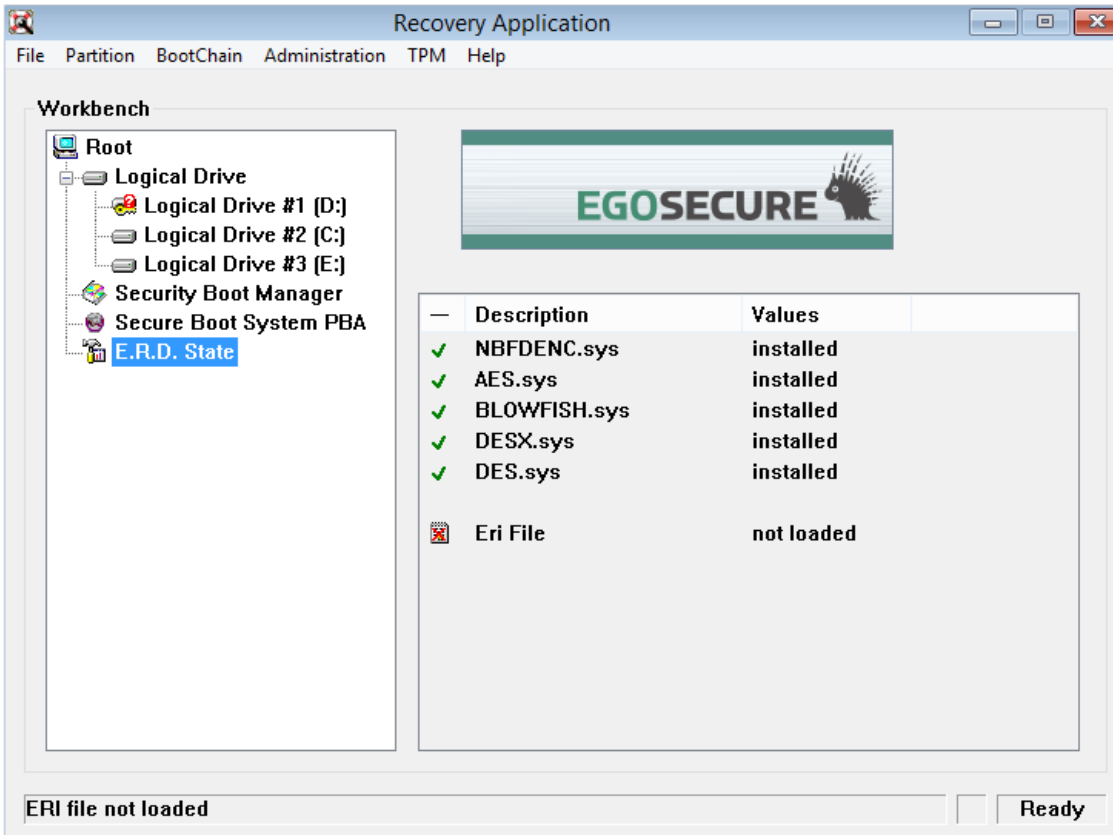 Recovery Application
File Partition BootChain Administration TPM Help
Workbench
Root
Logical Drive
Logical Drive #1 (D:)
Logical Drive #2 (C:)
Logical Drive #3 (E:)
Security Boot Manager
Secure Boot System PBA
E.R.D. State
EGOSECURE
— Description Values
NBFDENC.sys installed
AES.sys installed
BLOWFISH.sys installed
DESX.sys installed
DES.sys installed
Eri File not loaded
ERI file not loaded Ready